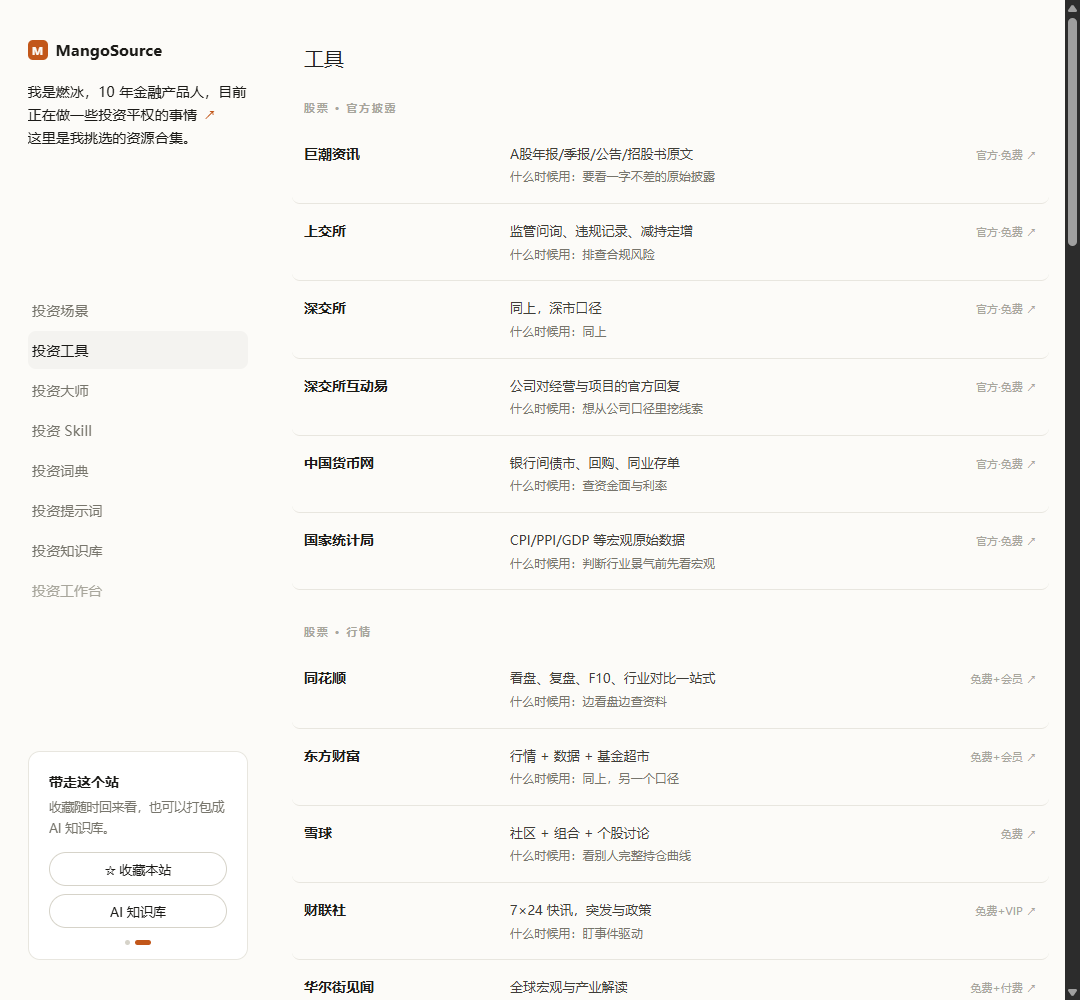 M MangoSource
我是燃冰，10 年金融产品人，目前
正在做一些投资平权的事情 ↗
这里是我挑选的资源合集。
投资场景
投资工具
投资大师
投资 Skill
投资词典
投资提示词
投资知识库
投资工作台
带走这个站
收藏随时回来看，也可以打包成
AI 知识库。
☆ 收藏本站
AI 知识库
工具
股票 • 官方披露
巨潮资讯 A股年报/季报/公告/招股书原文 官方·免费 ↗
什么时候用：要看一字不差的原始披露
上交所 监管问询、违规记录、减持定增 官方·免费 ↗
什么时候用：排查合规风险
深交所 同上，深市口径 官方·免费 ↗
什么时候用：同上
深交所互动易 公司对经营与项目的官方回复 官方·免费 ↗
什么时候用：想从公司口径里挖线索
中国货币网 银行间债市、回购、同业存单 官方·免费 ↗
什么时候用：查资金面与利率
国家统计局 CPI/PPI/GDP 等宏观原始数据 官方·免费 ↗
什么时候用：判断行业景气前先看宏观
股票 • 行情
同花顺 看盘、复盘、F10、行业对比一站式 免费+会员 ↗
什么时候用：边看盘边查资料
东方财富 行情 + 数据 + 基金超市 免费+会员 ↗
什么时候用：同上，另一个口径
雪球 社区 + 组合 + 个股讨论 免费 ↗
什么时候用：看别人完整持仓曲线
财联社 7×24 快讯，突发与政策 免费+VIP ↗
什么时候用：盯事件驱动
华尔街见闻 全球宏观与产业解读 免费+付费 ↗